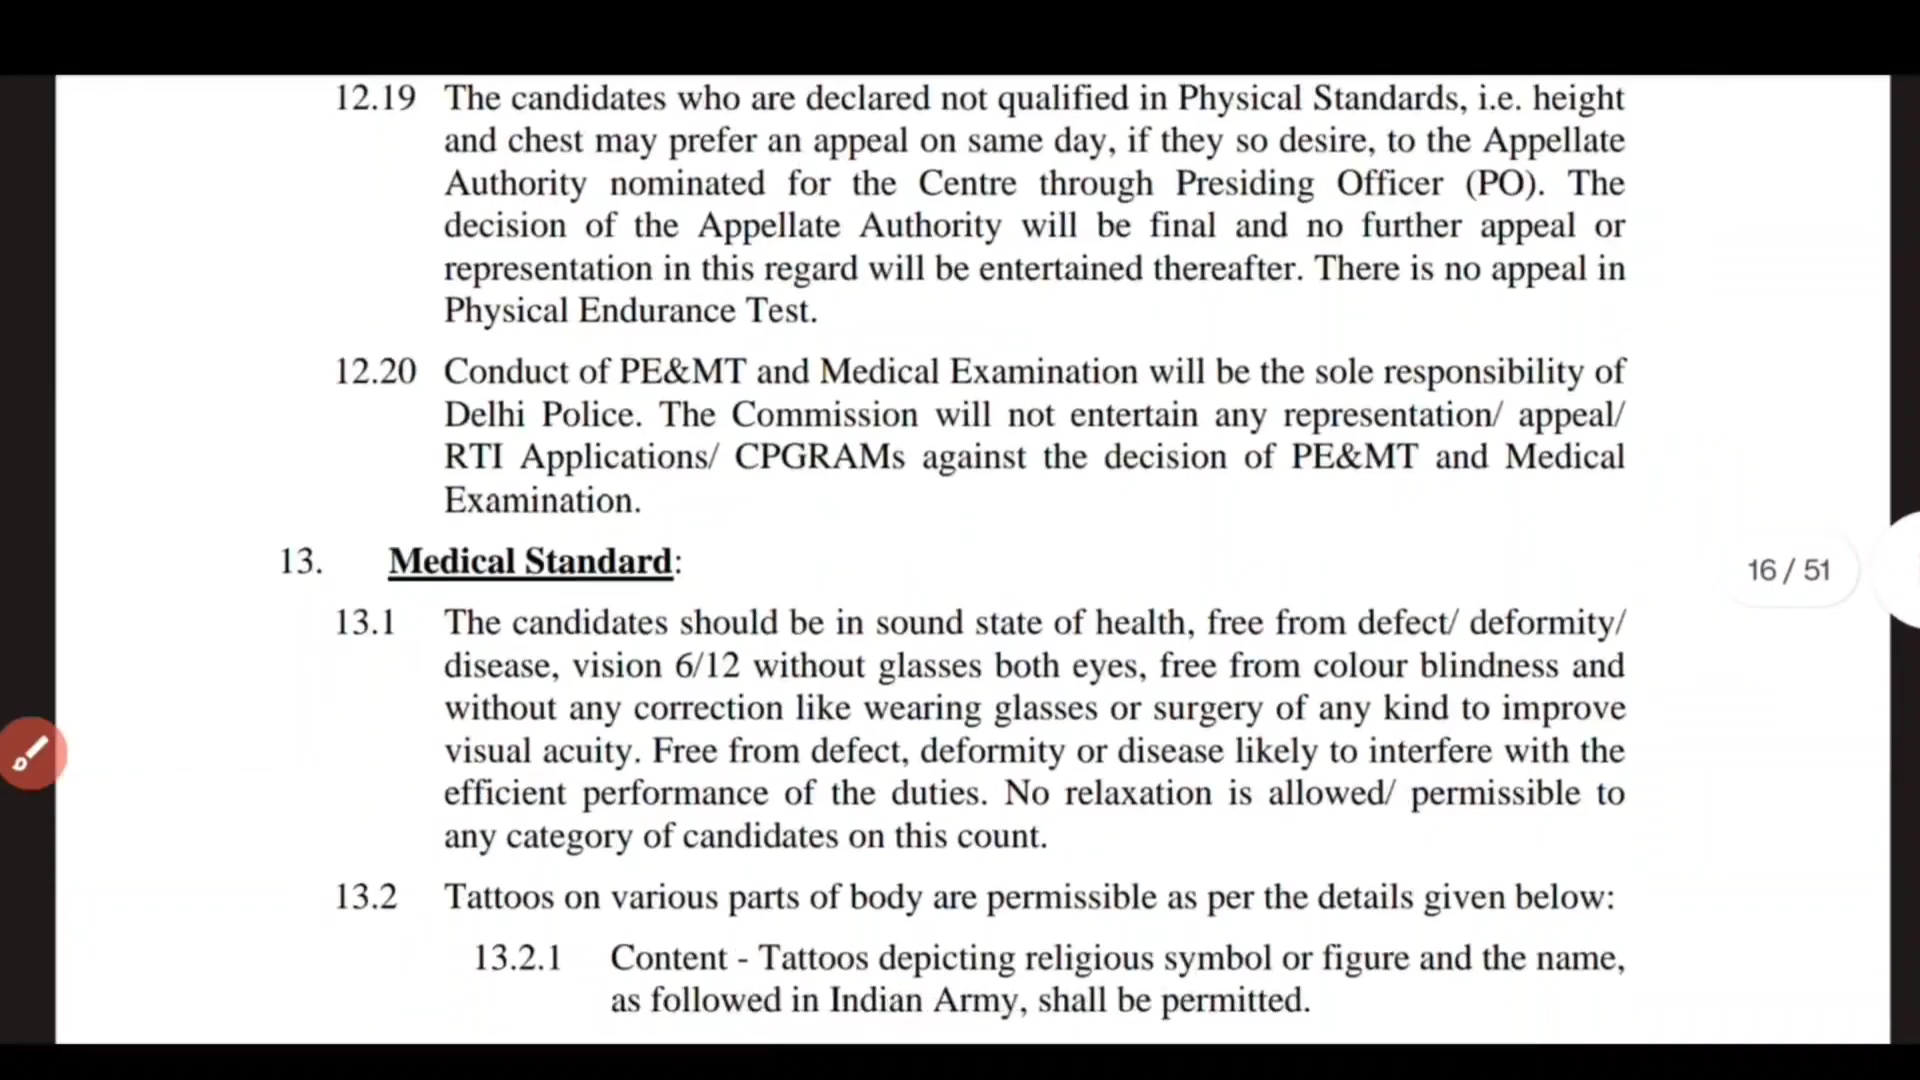 12.19 The candidates who are declared not qualified in Physical Standards, i.e. height
and chest may prefer an appeal on same day, if they so desire, to the Appellate
Authority nominated for the Centre through Presiding Officer (PO). The
decision of the Appellate Authority will be final and no further appeal or
representation in this regard will be entertained thereafter. There is no appeal in
Physical Endurance Test.
12.20 Conduct of PE&MT and Medical Examination will be the sole responsibility of
Delhi Police. The Commission will not entertain any representation/ appeal/
RTI Applications/ CPGRAMs against the decision of PE&MT and Medical
Examination.
13. Medical Standard:
16 / 51
13.1 The candidates should be in sound state of health, free from defect/ deformity/
disease, vision 6/12 without glasses both eyes, free from colour blindness and
without any correction like wearing glasses or surgery of any kind to improve
visual acuity. Free from defect, deformity or disease likely to interfere with the
efficient performance of the duties. No relaxation is allowed/ permissible to
any category of candidates on this count.
13.2 Tattoos on various parts of body are permissible as per the details given below:
13.2.1 Content - Tattoos depicting religious symbol or figure and the name,
as followed in Indian Army, shall be permitted.